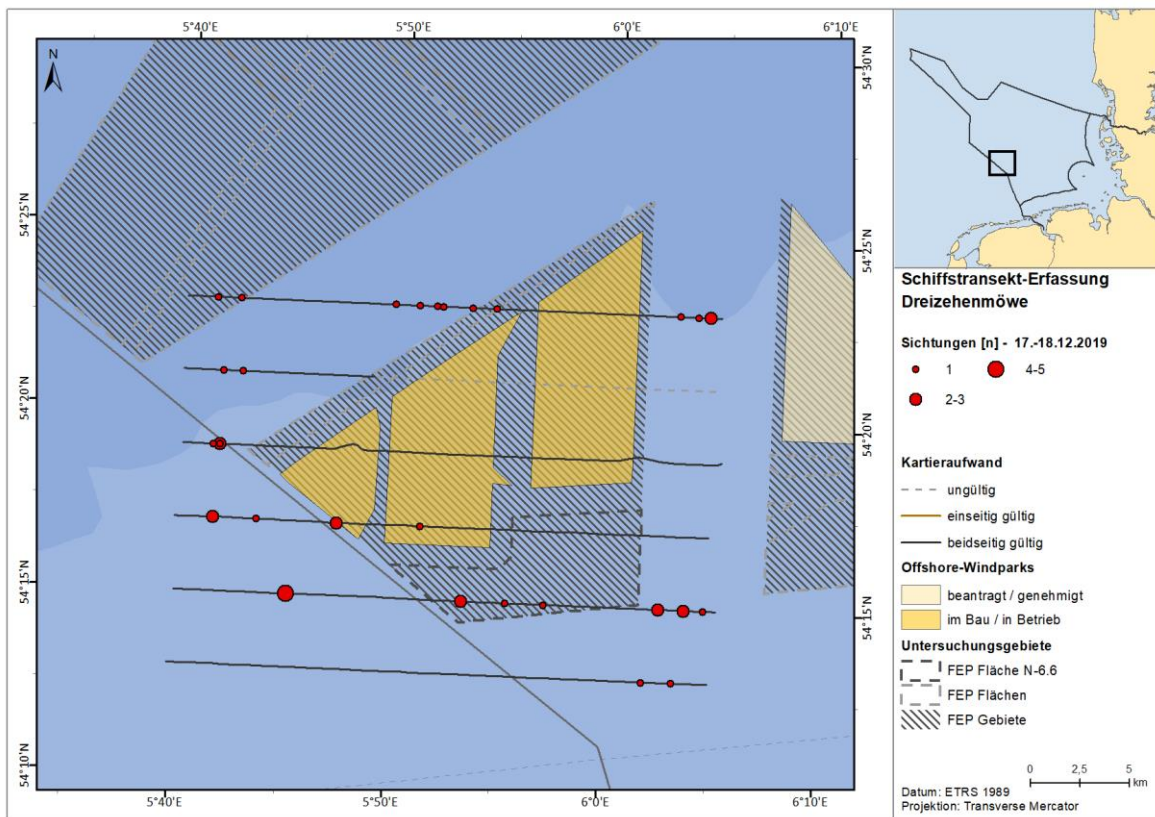 5°40'E
5°50'E
6°0'E
6°10'E
N
54°30'N
54°25'N
54°25'N
54°20'N
54°20'N
54°15'N
54°15'N
54°10'N
5°40'E
5°50'E
6°0'E
6°10'E
Schiffstransekt-Erfassung
Dreizehenmöwe
Sichtungen [n] - 17.-18.12.2019
1
4-5
2-3
Kartieraufwand
ungültig
einseitig gültig
beidseitig gültig
Offshore-Windparks
beantragt / genehmigt
im Bau / in Betrieb
Untersuchungsgebiete
FEP Fläche N-6.6
FEP Flächen
FEP Gebiete
0 2,5 5
km
Datum: ETRS 1989
Projektion: Transverse Mercator